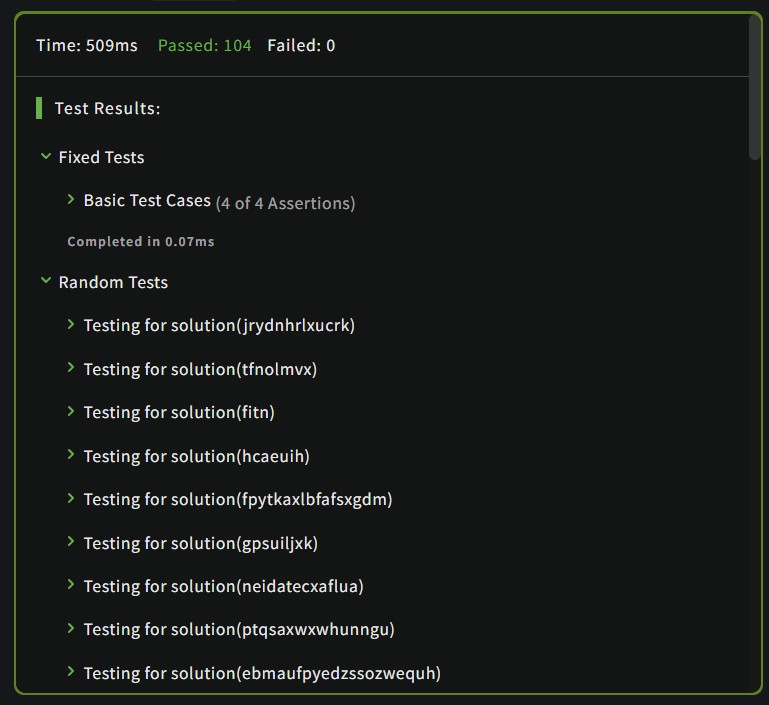 Time: 509ms Passed: 104 Failed: 0
Test Results:
Fixed Tests
Basic Test Cases (4 of 4 Assertions)
Completed in 0.07ms
Random Tests
Testing for solution(jrydnhrlxucrk)
Testing for solution(tfnolmvx)
Testing for solution(fitn)
Testing for solution(hcaeuih)
Testing for solution(fpytkaxlbfafsxgdm)
Testing for solution(gpsuiljxk)
Testing for solution(neidatecxaflua)
Testing for solution(ptqsaxwxwhunngu)
Testing for solution(ebmaufpyedzssozwequh)